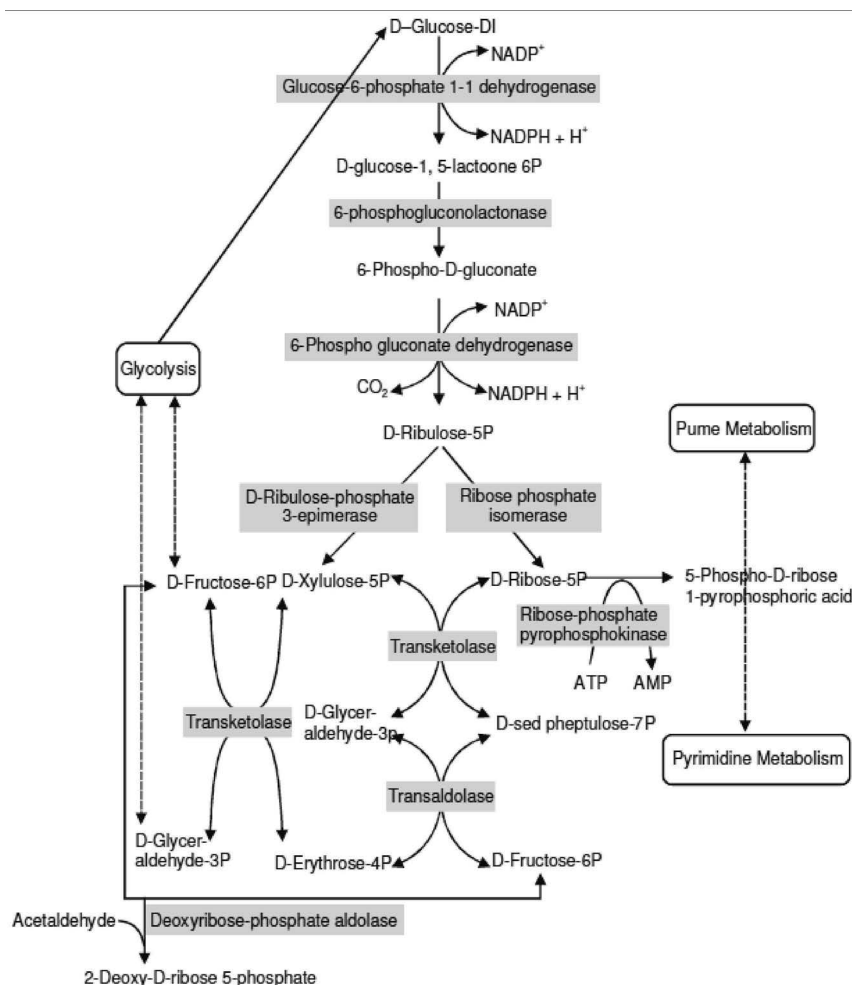 D–Glucose-DI
NADP⁺
Glucose-6-phosphate 1-1 dehydrogenase
NADPH + H⁺
D-glucose-1, 5-lactoone 6P
6-phosphogluconolactonase
6-Phospho-D-gluconate
NADP⁺
6-Phospho gluconate dehydrogenase
Glycolysis
CO₂
NADPH + H⁺
D-Ribulose-5P
Pume Metabolism
D-Ribulose-phosphate
3-epimerase
Ribose phosphate
isomerase
D-Fructose-6P
D-Xylulose-5P
D-Ribose-5P
5-Phospho-D-ribose
1-pyrophosphoric acid
Ribose-phosphate
pyrophosphokinase
Transketolase
ATP
AMP
Transketolase
D-Glycer-
aldehyde-3p
D-sed pheptulose-7P
Pyrimidine Metabolism
Transaldolase
D-Glycer-
aldehyde-3P
D-Erythrose-4P
D-Fructose-6P
Acetaldehyde
Deoxyribose-phosphate aldolase
2-Deoxy-D-ribose 5-phosphate